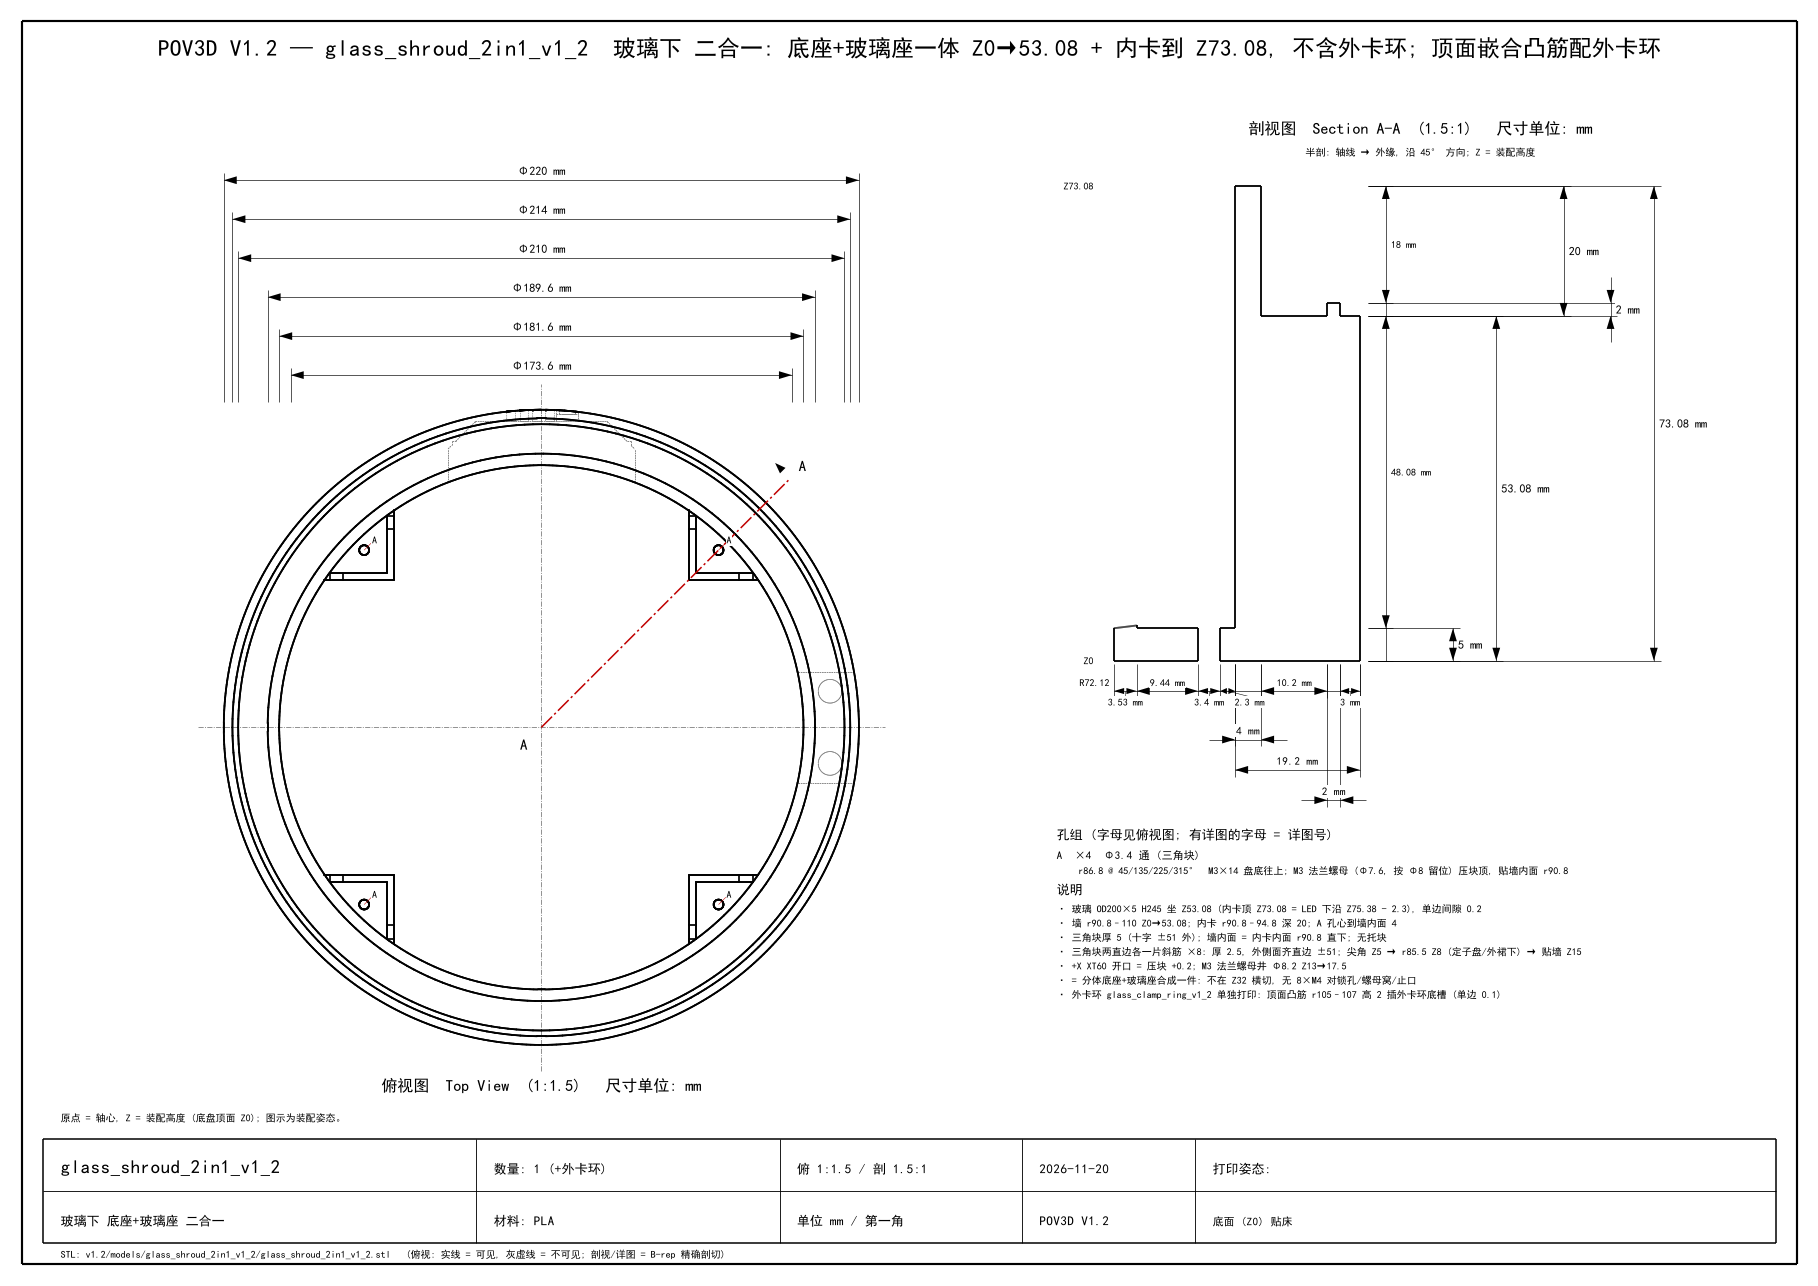 POV3D V1.2 — glass_shroud_2in1_v1_2  玻璃下 二合一: 底座+玻璃座一体 Z0→53.08 + 内卡到 Z73.08, 不含外卡环; 顶面嵌合凸筋配外卡环
剖视图 Section A-A (1.5:1) 尺寸单位: mm
半剖: 轴线 → 外缘, 沿 45° 方向; Z = 装配高度
Φ220 mm
Φ214 mm
Φ210 mm
Φ189.6 mm
Φ181.6 mm
Φ173.6 mm
A
A
A
A
A
A
Z73.08
18 mm
20 mm
2 mm
73.08 mm
48.08 mm
53.08 mm
5 mm
Z0
R72.12
9.44 mm
10.2 mm
3.53 mm
3.4 mm
2.3 mm
3 mm
4 mm
19.2 mm
2 mm
孔组 (字母见俯视图; 有详图的字母 = 详图号)
A ×4 Φ3.4 通 (三角块)
r86.8 @ 45/135/225/315° M3×14 盘底往上; M3 法兰螺母 (Φ7.6, 按 Φ8 留位) 压块顶, 贴墙内面 r90.8
说明
· 玻璃 OD200×5 H245 坐 Z53.08 (内卡顶 Z73.08 = LED 下沿 Z75.38 - 2.3), 单边间隙 0.2
· 墙 r90.8–110 Z0→53.08; 内卡 r90.8–94.8 深 20; A 孔心到墙内面 4
· 三角块厚 5 (十字 ±51 外); 墙内面 = 内卡内面 r90.8 直下; 无托块
· 三角块两直边各一片斜筋 ×8: 厚 2.5, 外侧面齐直边 ±51; 尖角 Z5 → r85.5 Z8 (定子盘/外裙下) → 贴墙 Z15
· +X XT60 开口 = 压块 +0.2; M3 法兰螺母井 Φ8.2 Z13→17.5
· = 分体底座+玻璃座合成一件: 不在 Z32 横切, 无 8×M4 对锁孔/螺母窝/止口
· 外卡环 glass_clamp_ring_v1_2 单独打印: 顶面凸筋 r105–107 高 2 插外卡环底槽 (单边 0.1)
俯视图 Top View (1:1.5) 尺寸单位: mm
原点 = 轴心, Z = 装配高度 (底盘顶面 Z0); 图示为装配姿态。
glass_shroud_2in1_v1_2
数量: 1 (+外卡环)
俯 1:1.5 / 剖 1.5:1
2026-11-20
打印姿态:
玻璃下 底座+玻璃座 二合一
材料: PLA
单位 mm / 第一角
POV3D V1.2
底面 (Z0) 贴床
STL: v1.2/models/glass_shroud_2in1_v1_2/glass_shroud_2in1_v1_2.stl (俯视: 实线 = 可见, 灰虚线 = 不可见; 剖视/详图 = B-rep 精确剖切)